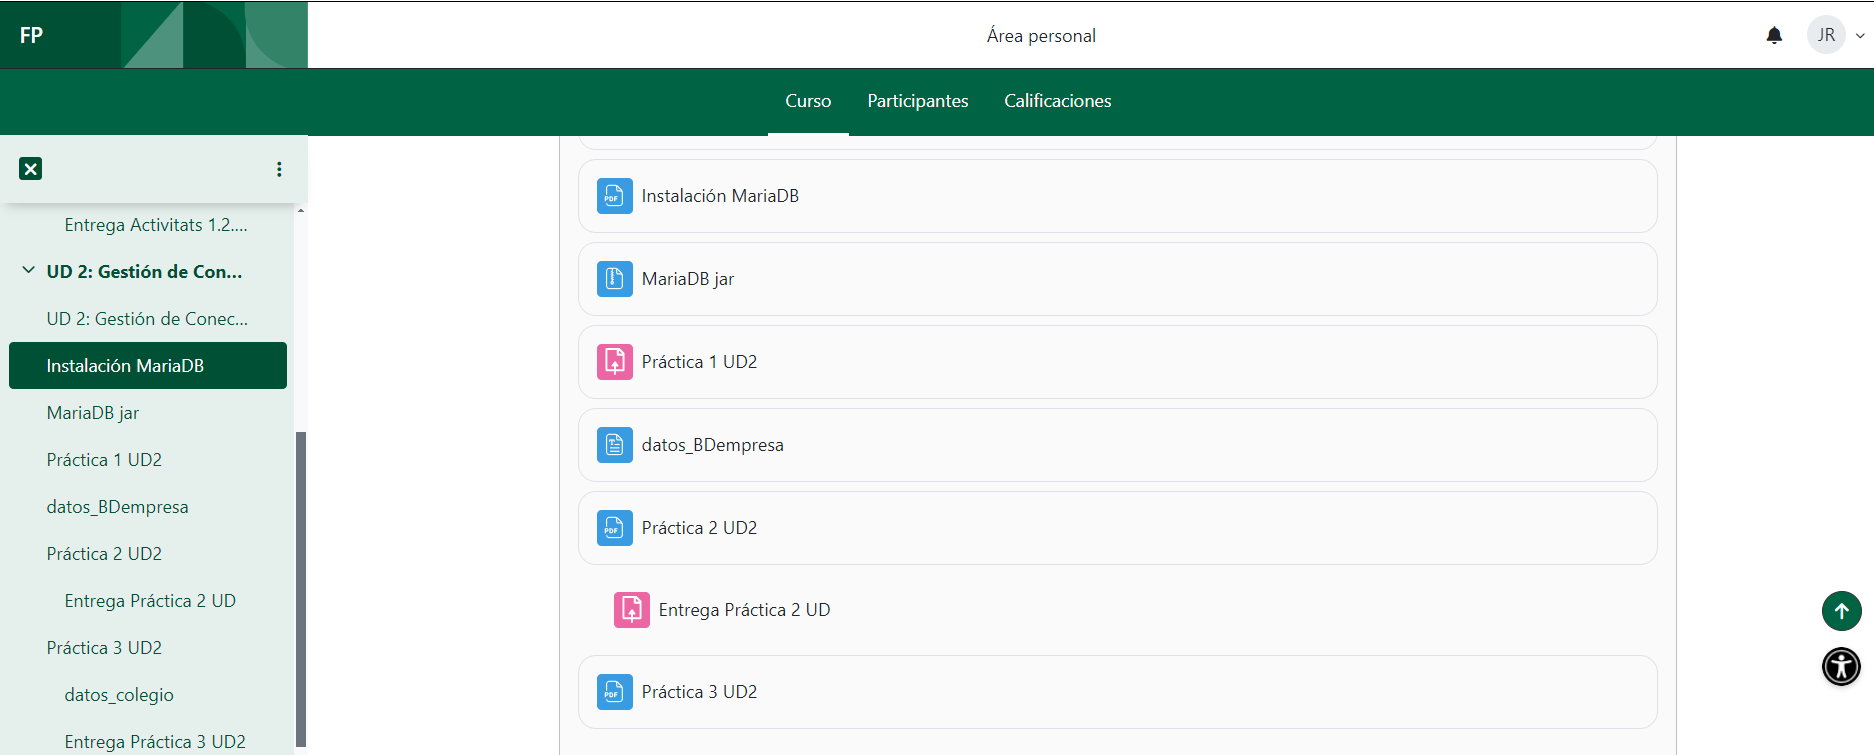 FP
Área personal
JR
Curso
Participantes
Calificaciones
Entrega Activitats 1.2....
UD 2: Gestión de Con...
UD 2: Gestión de Conec...
Instalación MariaDB
MariaDB jar
Práctica 1 UD2
datos_BDempresa
Práctica 2 UD2
Entrega Práctica 2 UD
Práctica 3 UD2
datos_colegio
Entrega Práctica 3 UD2
PDF
Instalación MariaDB
MariaDB jar
Práctica 1 UD2
datos_BDempresa
PDF
Práctica 2 UD2
Entrega Práctica 2 UD
PDF
Práctica 3 UD2